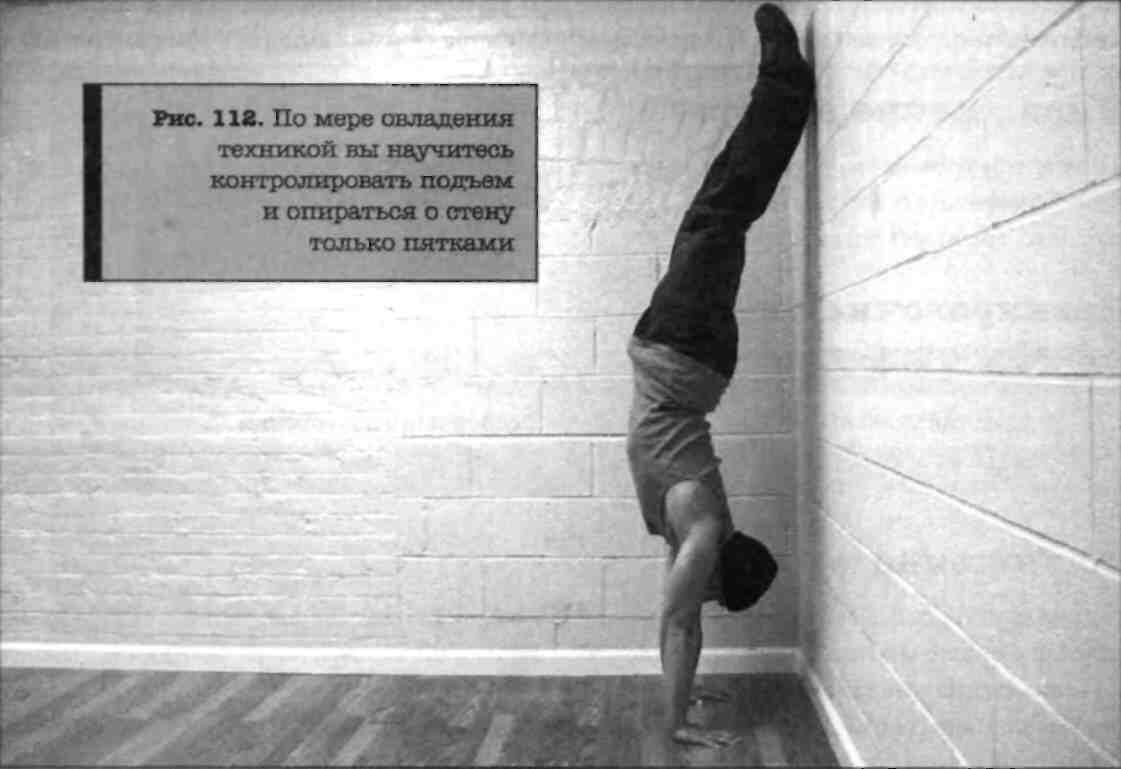 Рис. 112. По мере овладения
техникой вы научитесь
контролировать подъем
и опираться о стену
только пятками